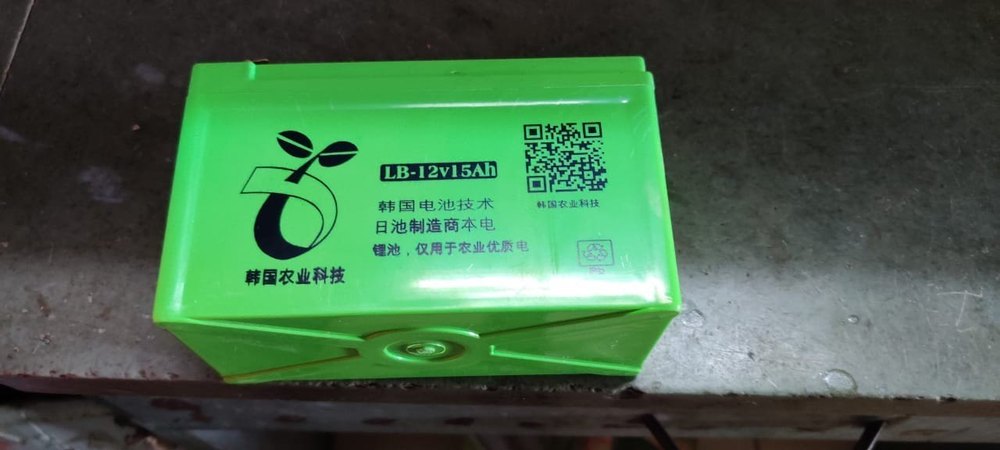 LB-12v15Ah
韩国电池技术
日池制造商本电
锂池，仅用于农业优质电
韩国农业科技
韩国农业科技